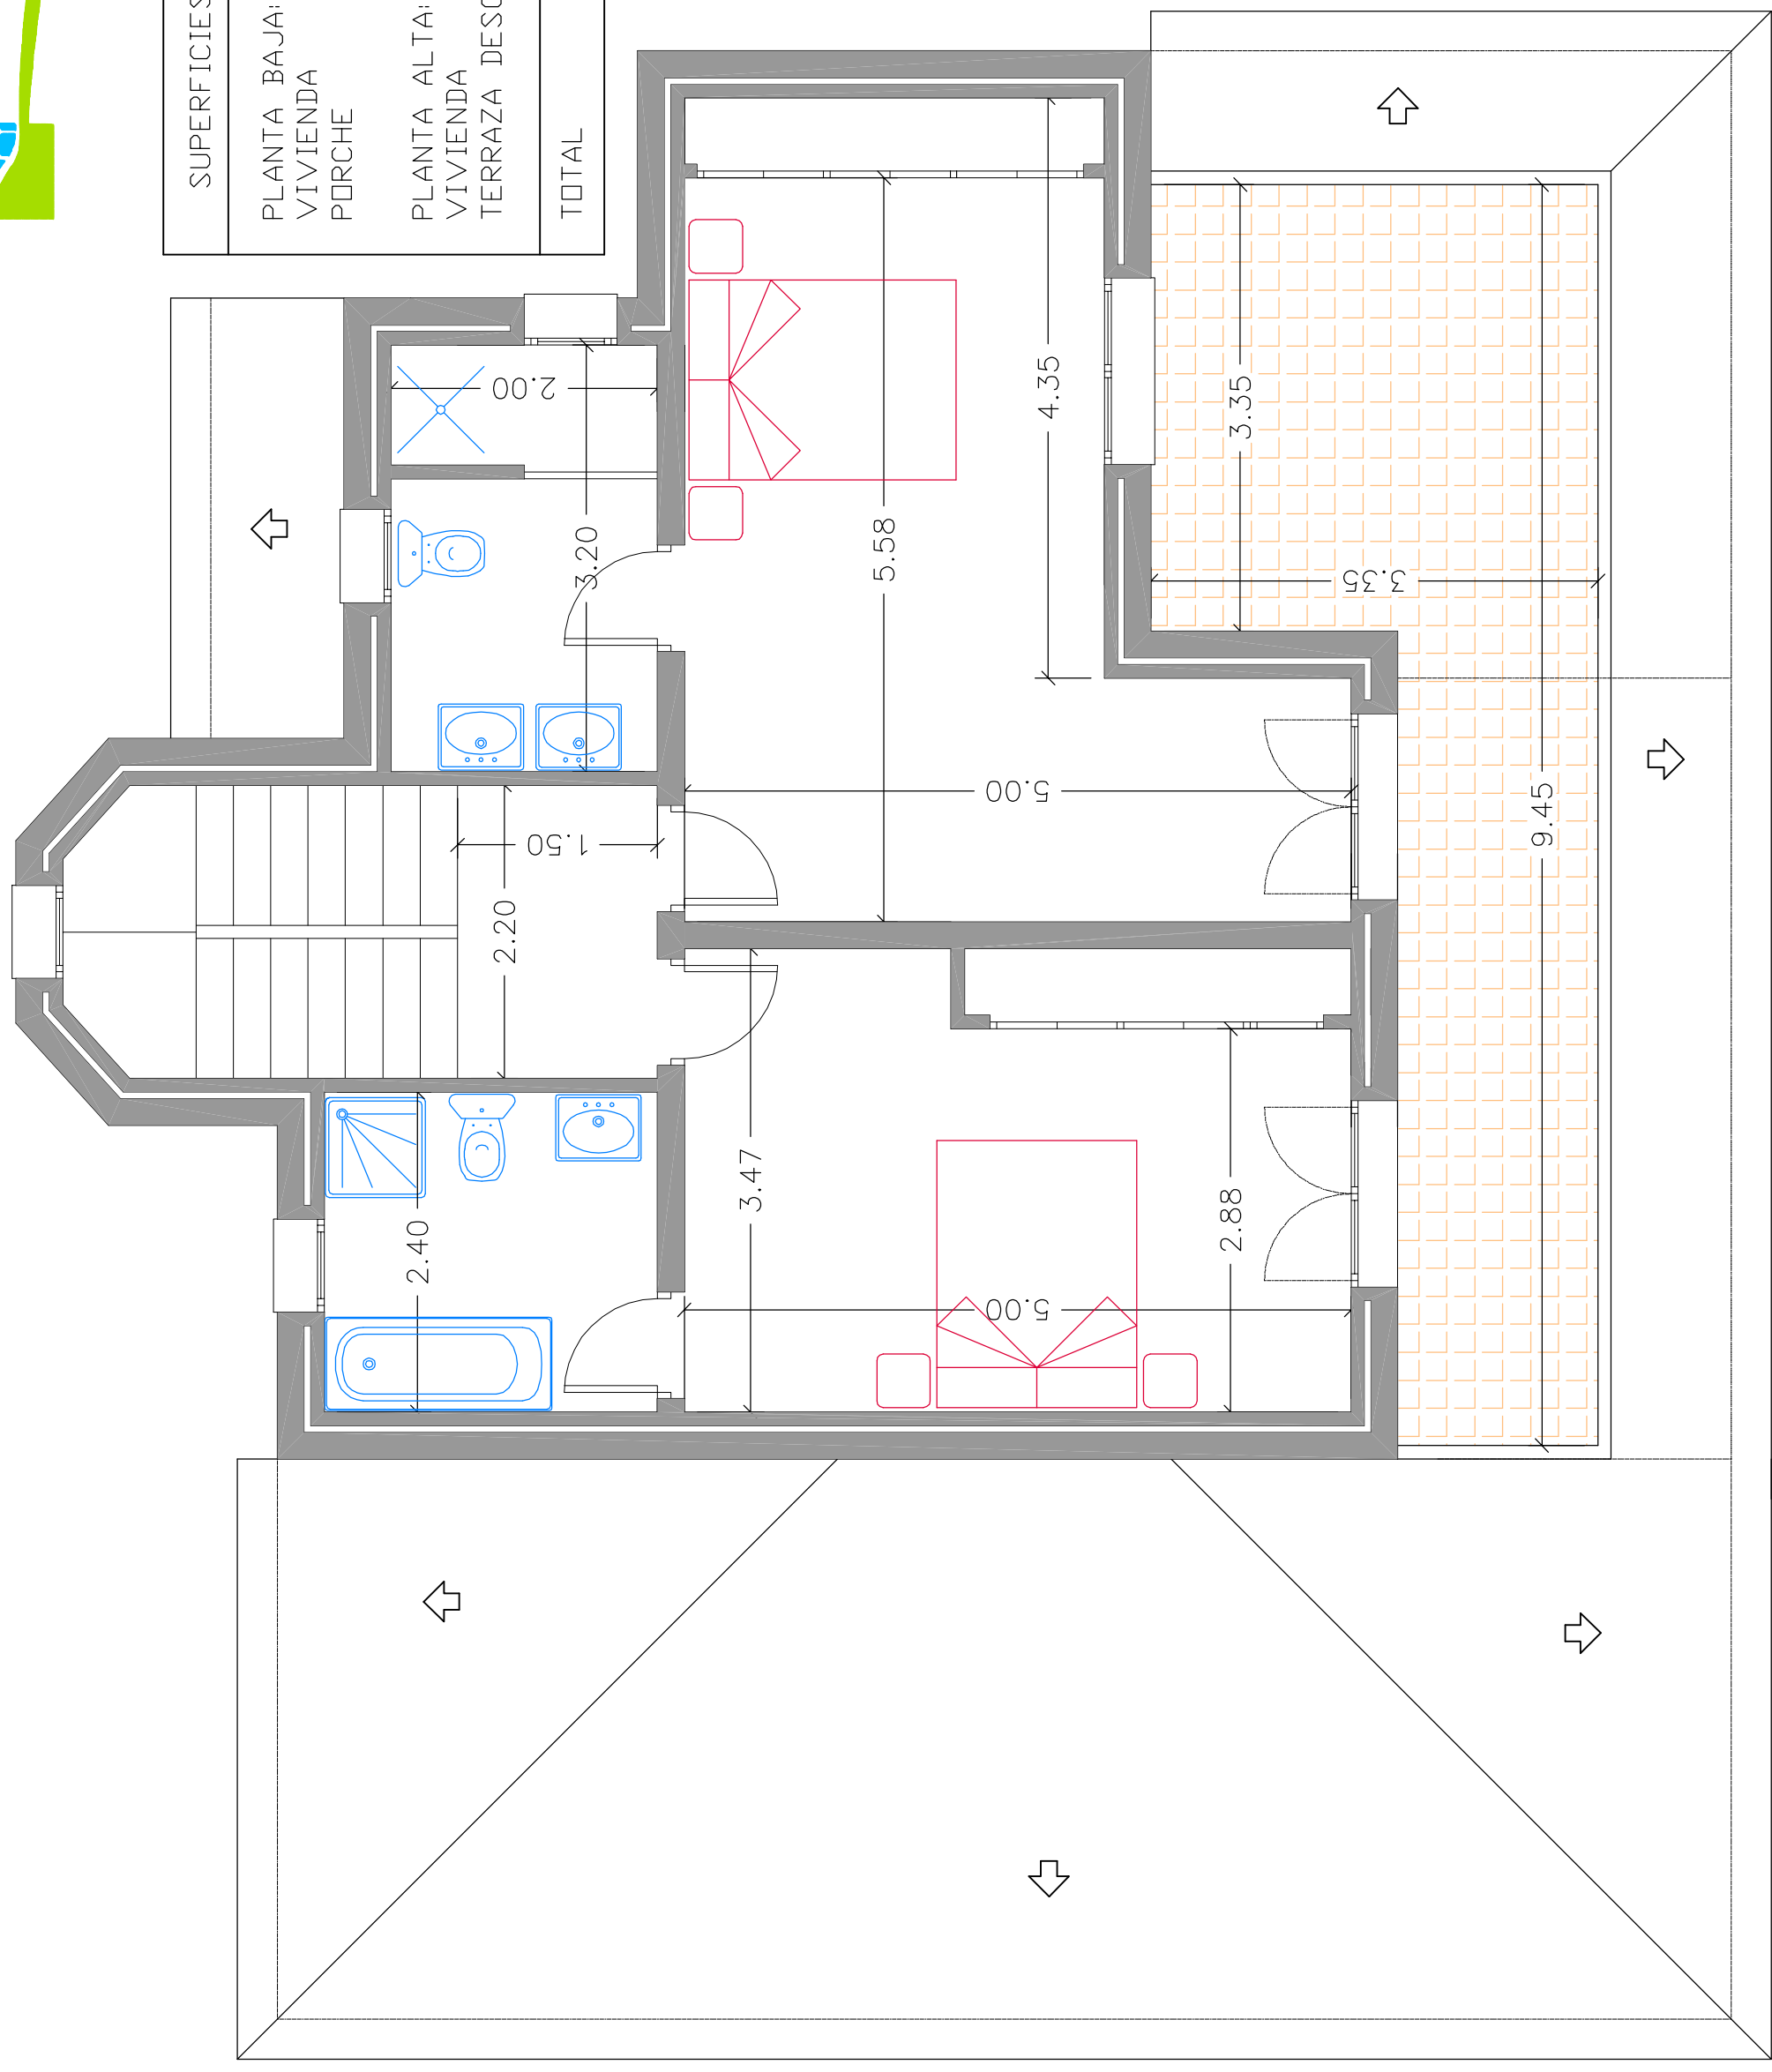 SUPERFICIES
PLANTA BAJA:
VIVIENDA
PORCHE
PLANTA ALTA:
VIVIENDA
TERRAZA
TOTAL
2.00
3.20
5.58
4.35
3.35
3.35
9.45
5.00
1.50
2.20
3.47
2.88
2.40
5.00